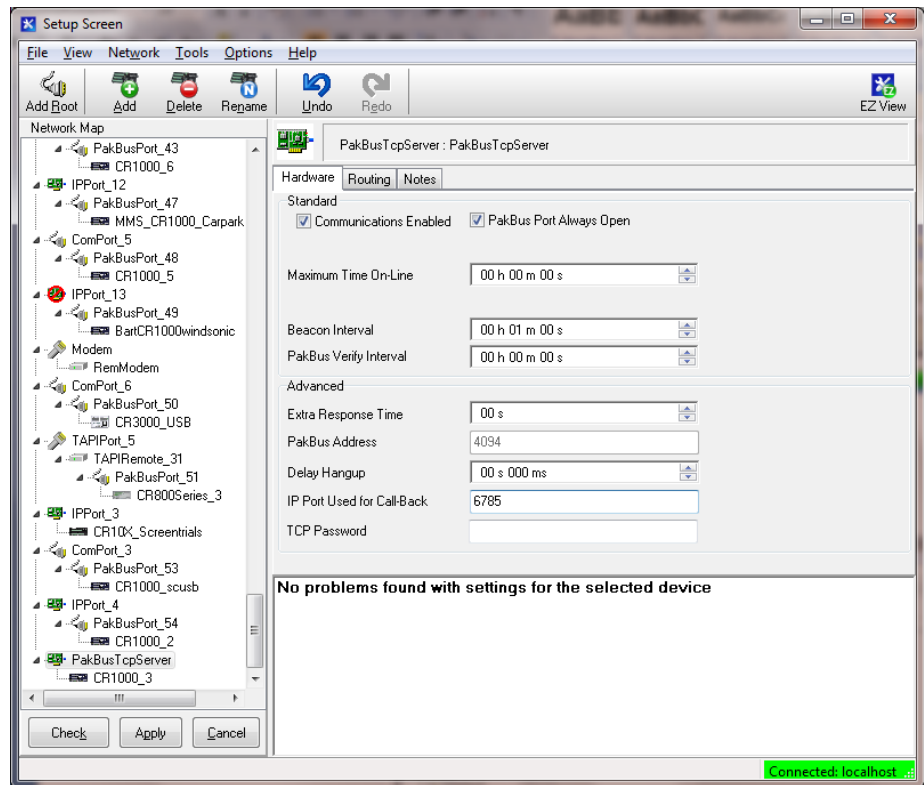 Setup Screen
File View Network Tools Options Help
Add Root Add Delete Rename Undo Redo EZ View
Network Map
PakBusPort_43
CR1000_6
IPPort_12
PakBusPort_47
MMS_CR1000_Carpark
ComPort_5
PakBusPort_48
CR1000_5
IPPort_13
PakBusPort_49
BartCR1000windsonic
Modem
RemModem
ComPort_6
PakBusPort_50
CR3000_USB
TAPIPort_5
TAPIRemote_31
PakBusPort_51
CR800Series_3
IPPort_3
CR10X_Screentrials
ComPort_3
PakBusPort_53
CR1000_scusb
IPPort_4
PakBusPort_54
CR1000_2
PakBusTcpServer
CR1000_3
Check Apply Cancel
PakBusTcpServer : PakBusTcpServer
Hardware Routing Notes
Standard
Communications Enabled PakBus Port Always Open
Maximum Time On-Line 00 h 00 m 00 s
Beacon Interval 00 h 01 m 00 s
PakBus Verify Interval 00 h 00 m 00 s
Advanced
Extra Response Time 00 s
PakBus Address 4094
Delay Hangup 00 s 000 ms
IP Port Used for Call-Back 6785
TCP Password
No problems found with settings for the selected device
Connected: localhost